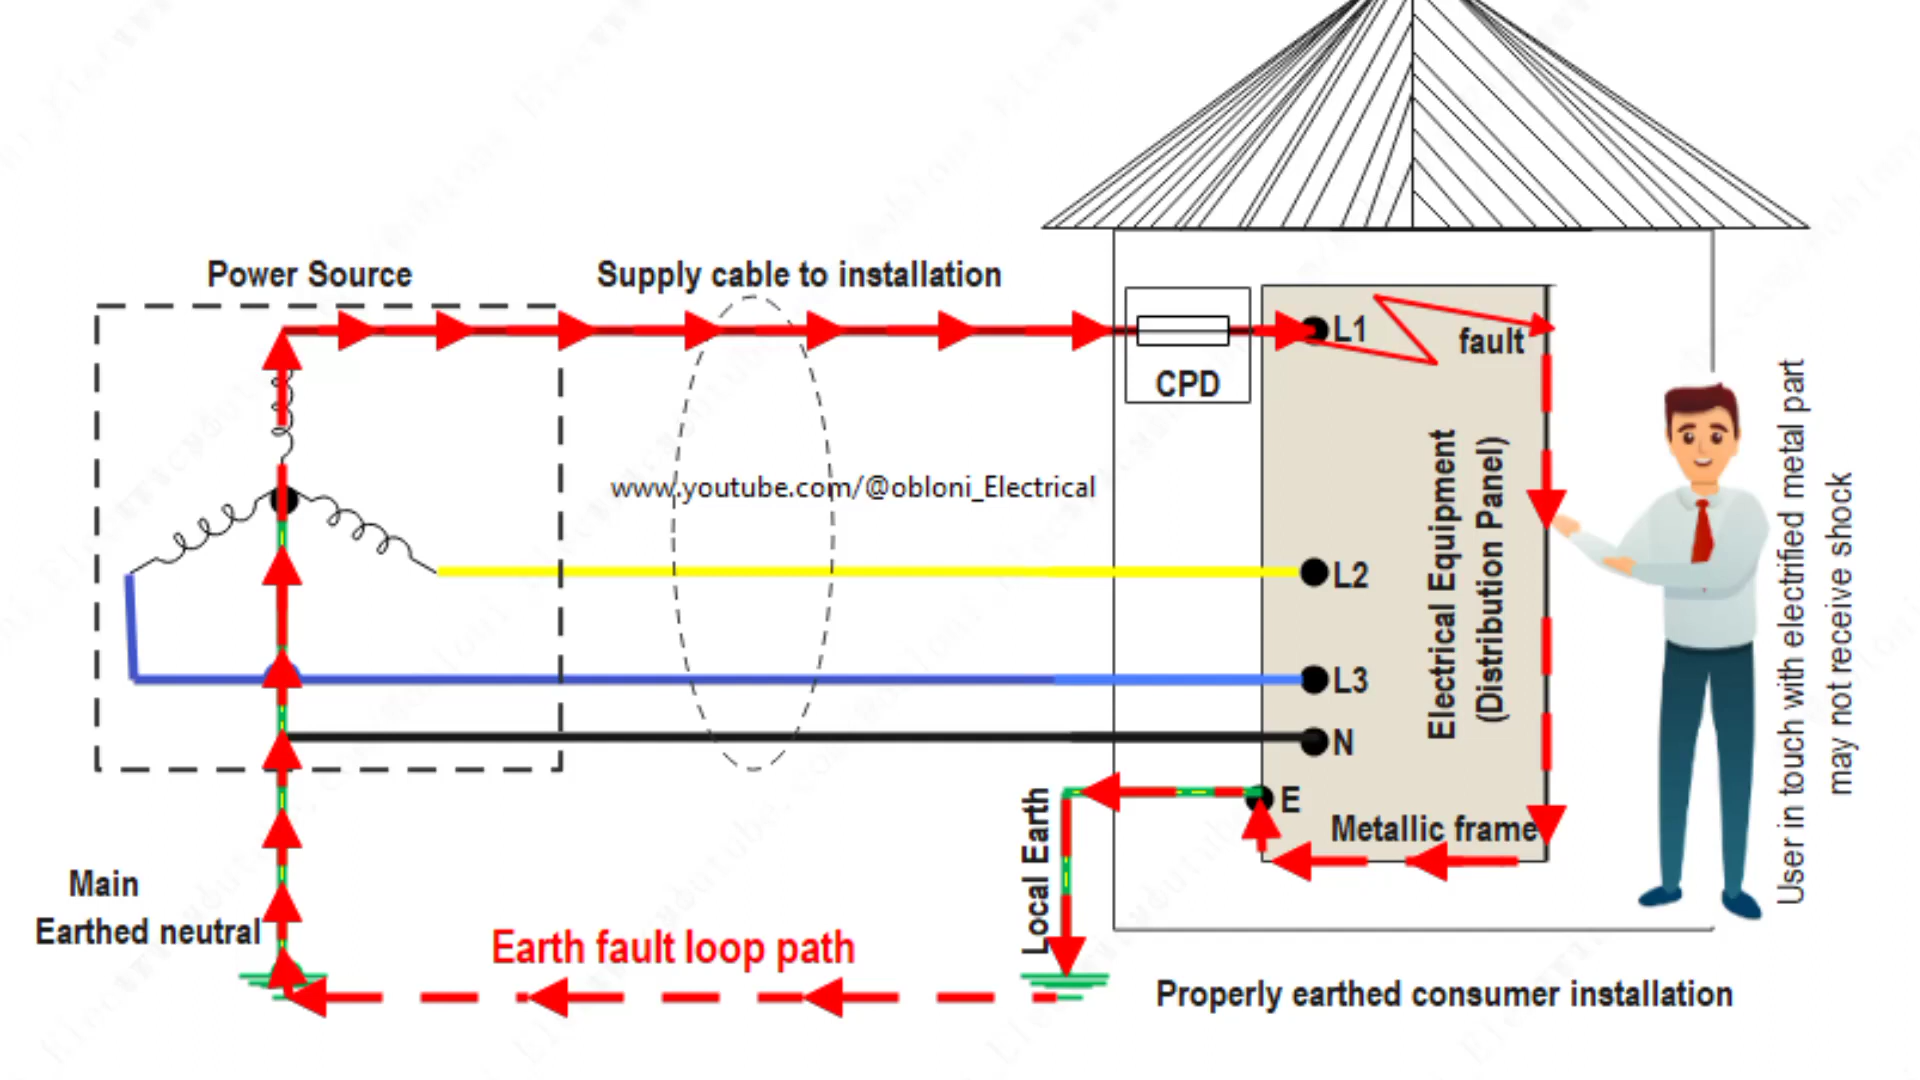 Power Source
Supply cable to installation
L1
fault
CPD
www.youtube.com/@obloni_Electrical
L2
L3
N
E
Electrical Equipment
(Distribution Panel)
Metallic frame
User in touch with electrified metal part
may not receive shock
Local Earth
Main
Earthed neutral
Earth fault loop path
Properly earthed consumer installation